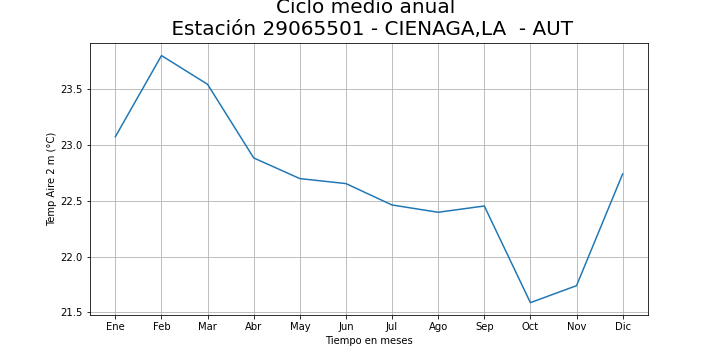 Ciclo medio anual
Estación 29065501 - CIENAGA,LA  - AUT
Temp Aire 2 m (°C)
23.5
23.0
22.5
22.0
21.5
Ene Feb Mar Abr May Jun Jul Ago Sep Oct Nov Dic
Tiempo en meses